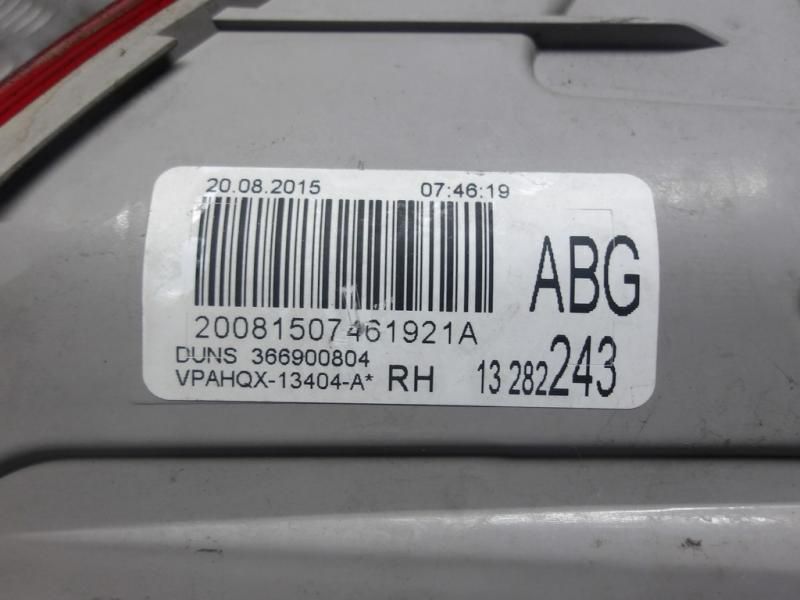 20.08.2015 07:46:19
ABG
20081507461921A
DUNS 366900804
VPAHQX-13404-A* RH 13 282 243